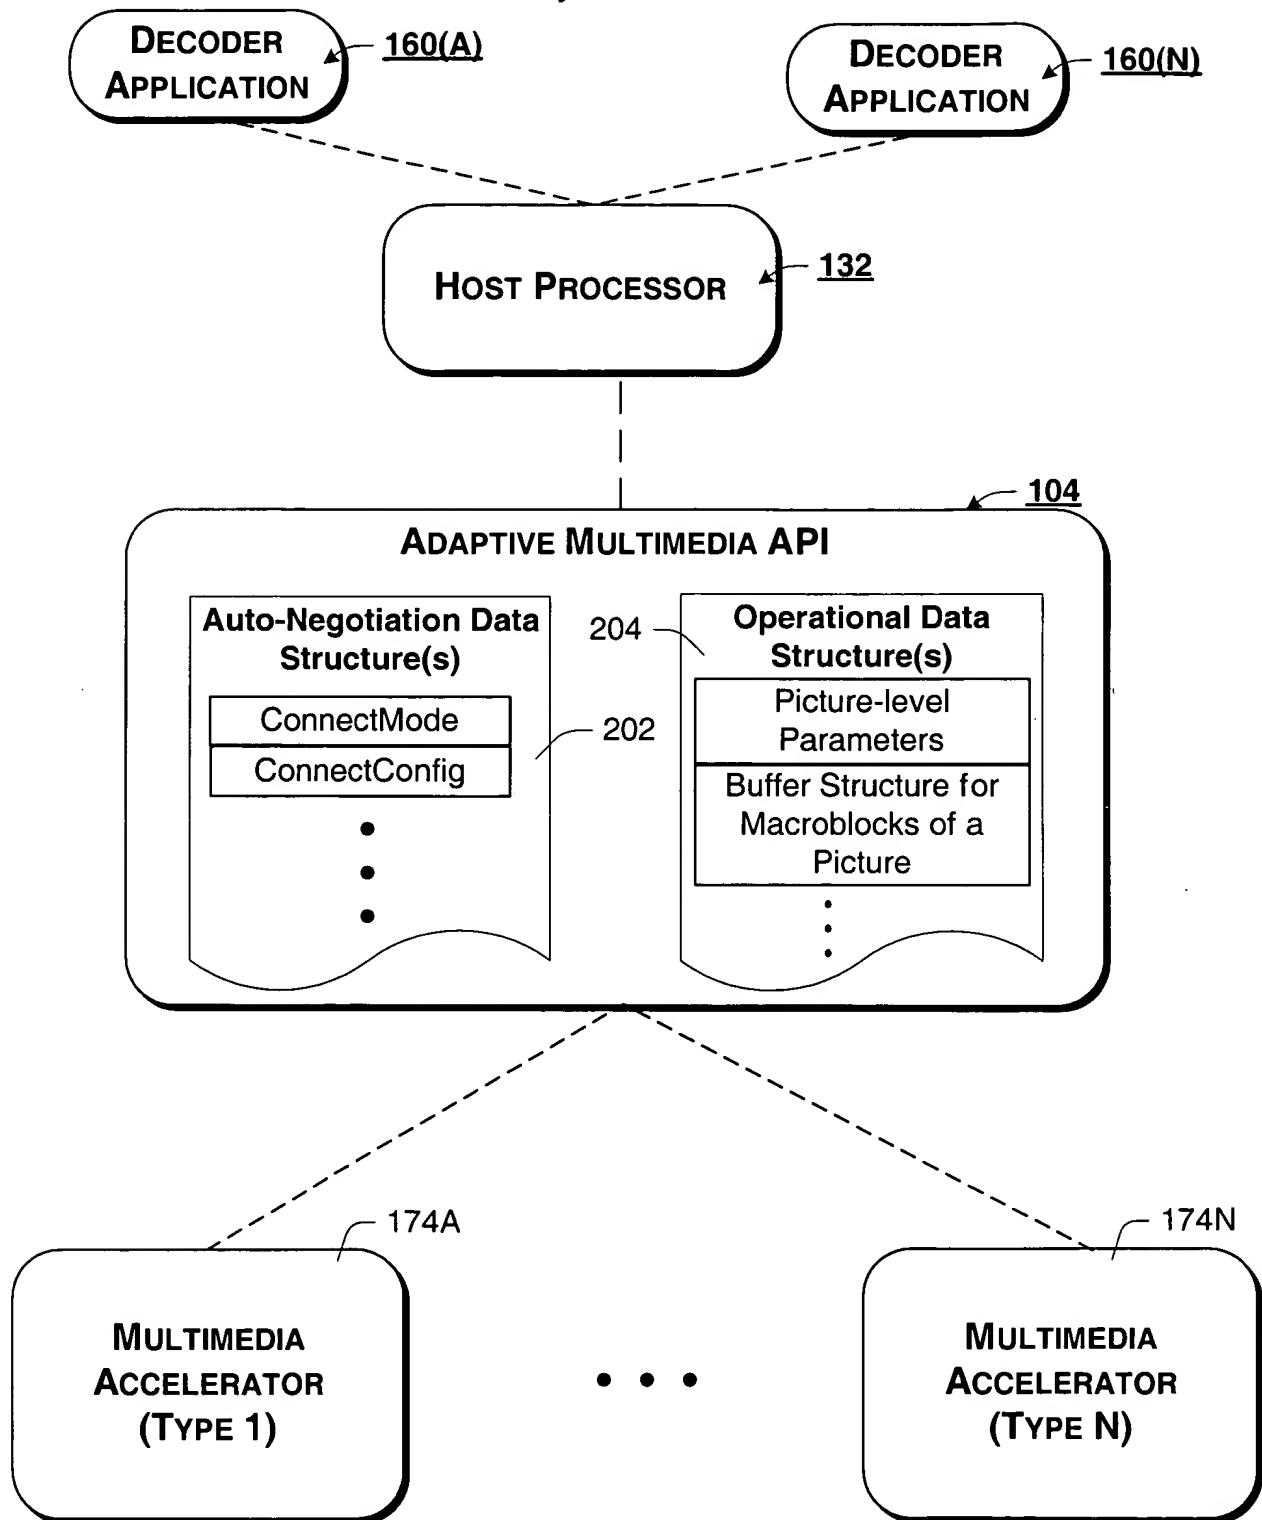 DECODER
APPLICATION
160(A)
DECODER
APPLICATION
160(N)
HOST PROCESSOR
132
104
ADAPTIVE MULTIMEDIA API
Auto-Negotiation Data
Structure(s)
ConnectMode
ConnectConfig
202
204
Operational Data
Structure(s)
Picture-level
Parameters
Buffer Structure for
Macroblocks of a
Picture
174A
MULTIMEDIA
ACCELERATOR
(TYPE 1)
174N
MULTIMEDIA
ACCELERATOR
(TYPE N)